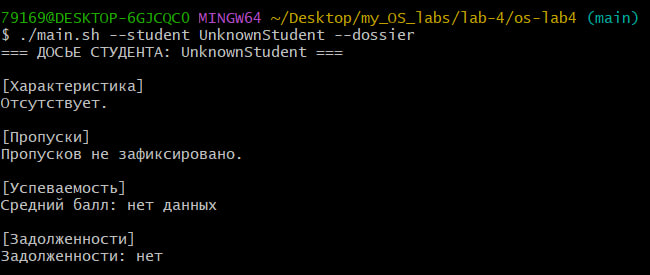 79169@DESKTOP-6GJCQCO MINGW64 ~/Desktop/my_OS_labs/lab-4/os-lab4 (main)
$ ./main.sh --student UnknownStudent --dossier
=== ДОСЬЕ СТУДЕНТА: UnknownStudent ===
[Характеристика]
Отсутствует.
[Пропуски]
Пропусков не зафиксировано.
[Успеваемость]
Средний балл: нет данных
[Задолженности]
Задолженности: нет